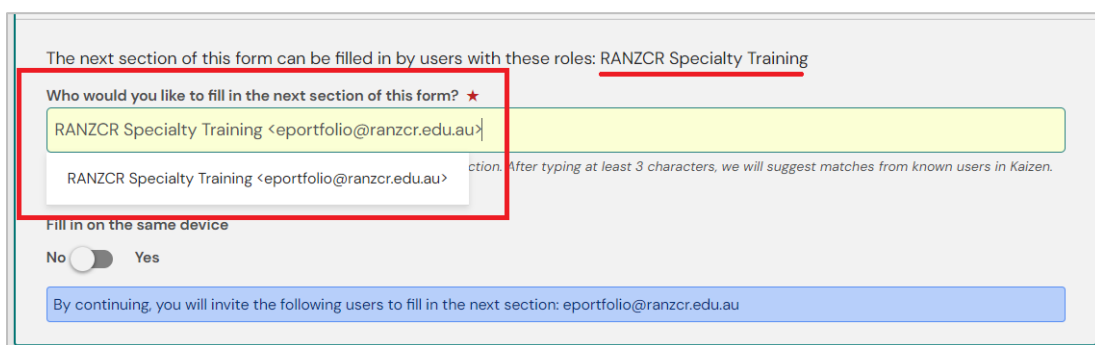 The next section of this form can be filled in by users with these roles: RANZCR Specialty Training
Who would you like to fill in the next section of this form? ★
RANZCR Specialty Training <eportfolio@ranzcr.edu.au>
RANZCR Specialty Training <eportfolio@ranzcr.edu.au>
ction. After typing at least 3 characters, we will suggest matches from known users in Kaizen.
Fill in on the same device
No Yes
By continuing, you will invite the following users to fill in the next section: eportfolio@ranzcr.edu.au